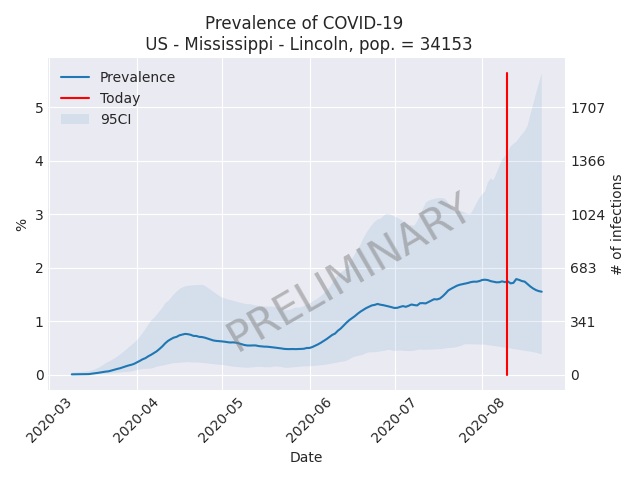 Prevalence of COVID-19
US - Mississippi - Lincoln, pop. = 34153
Prevalence
Today
95CI
PRELIMINARY
%
0
1
2
3
4
5
0
341
683
1024
1366
1707
# of infections
2020-03
2020-04
2020-05
2020-06
2020-07
2020-08
Date